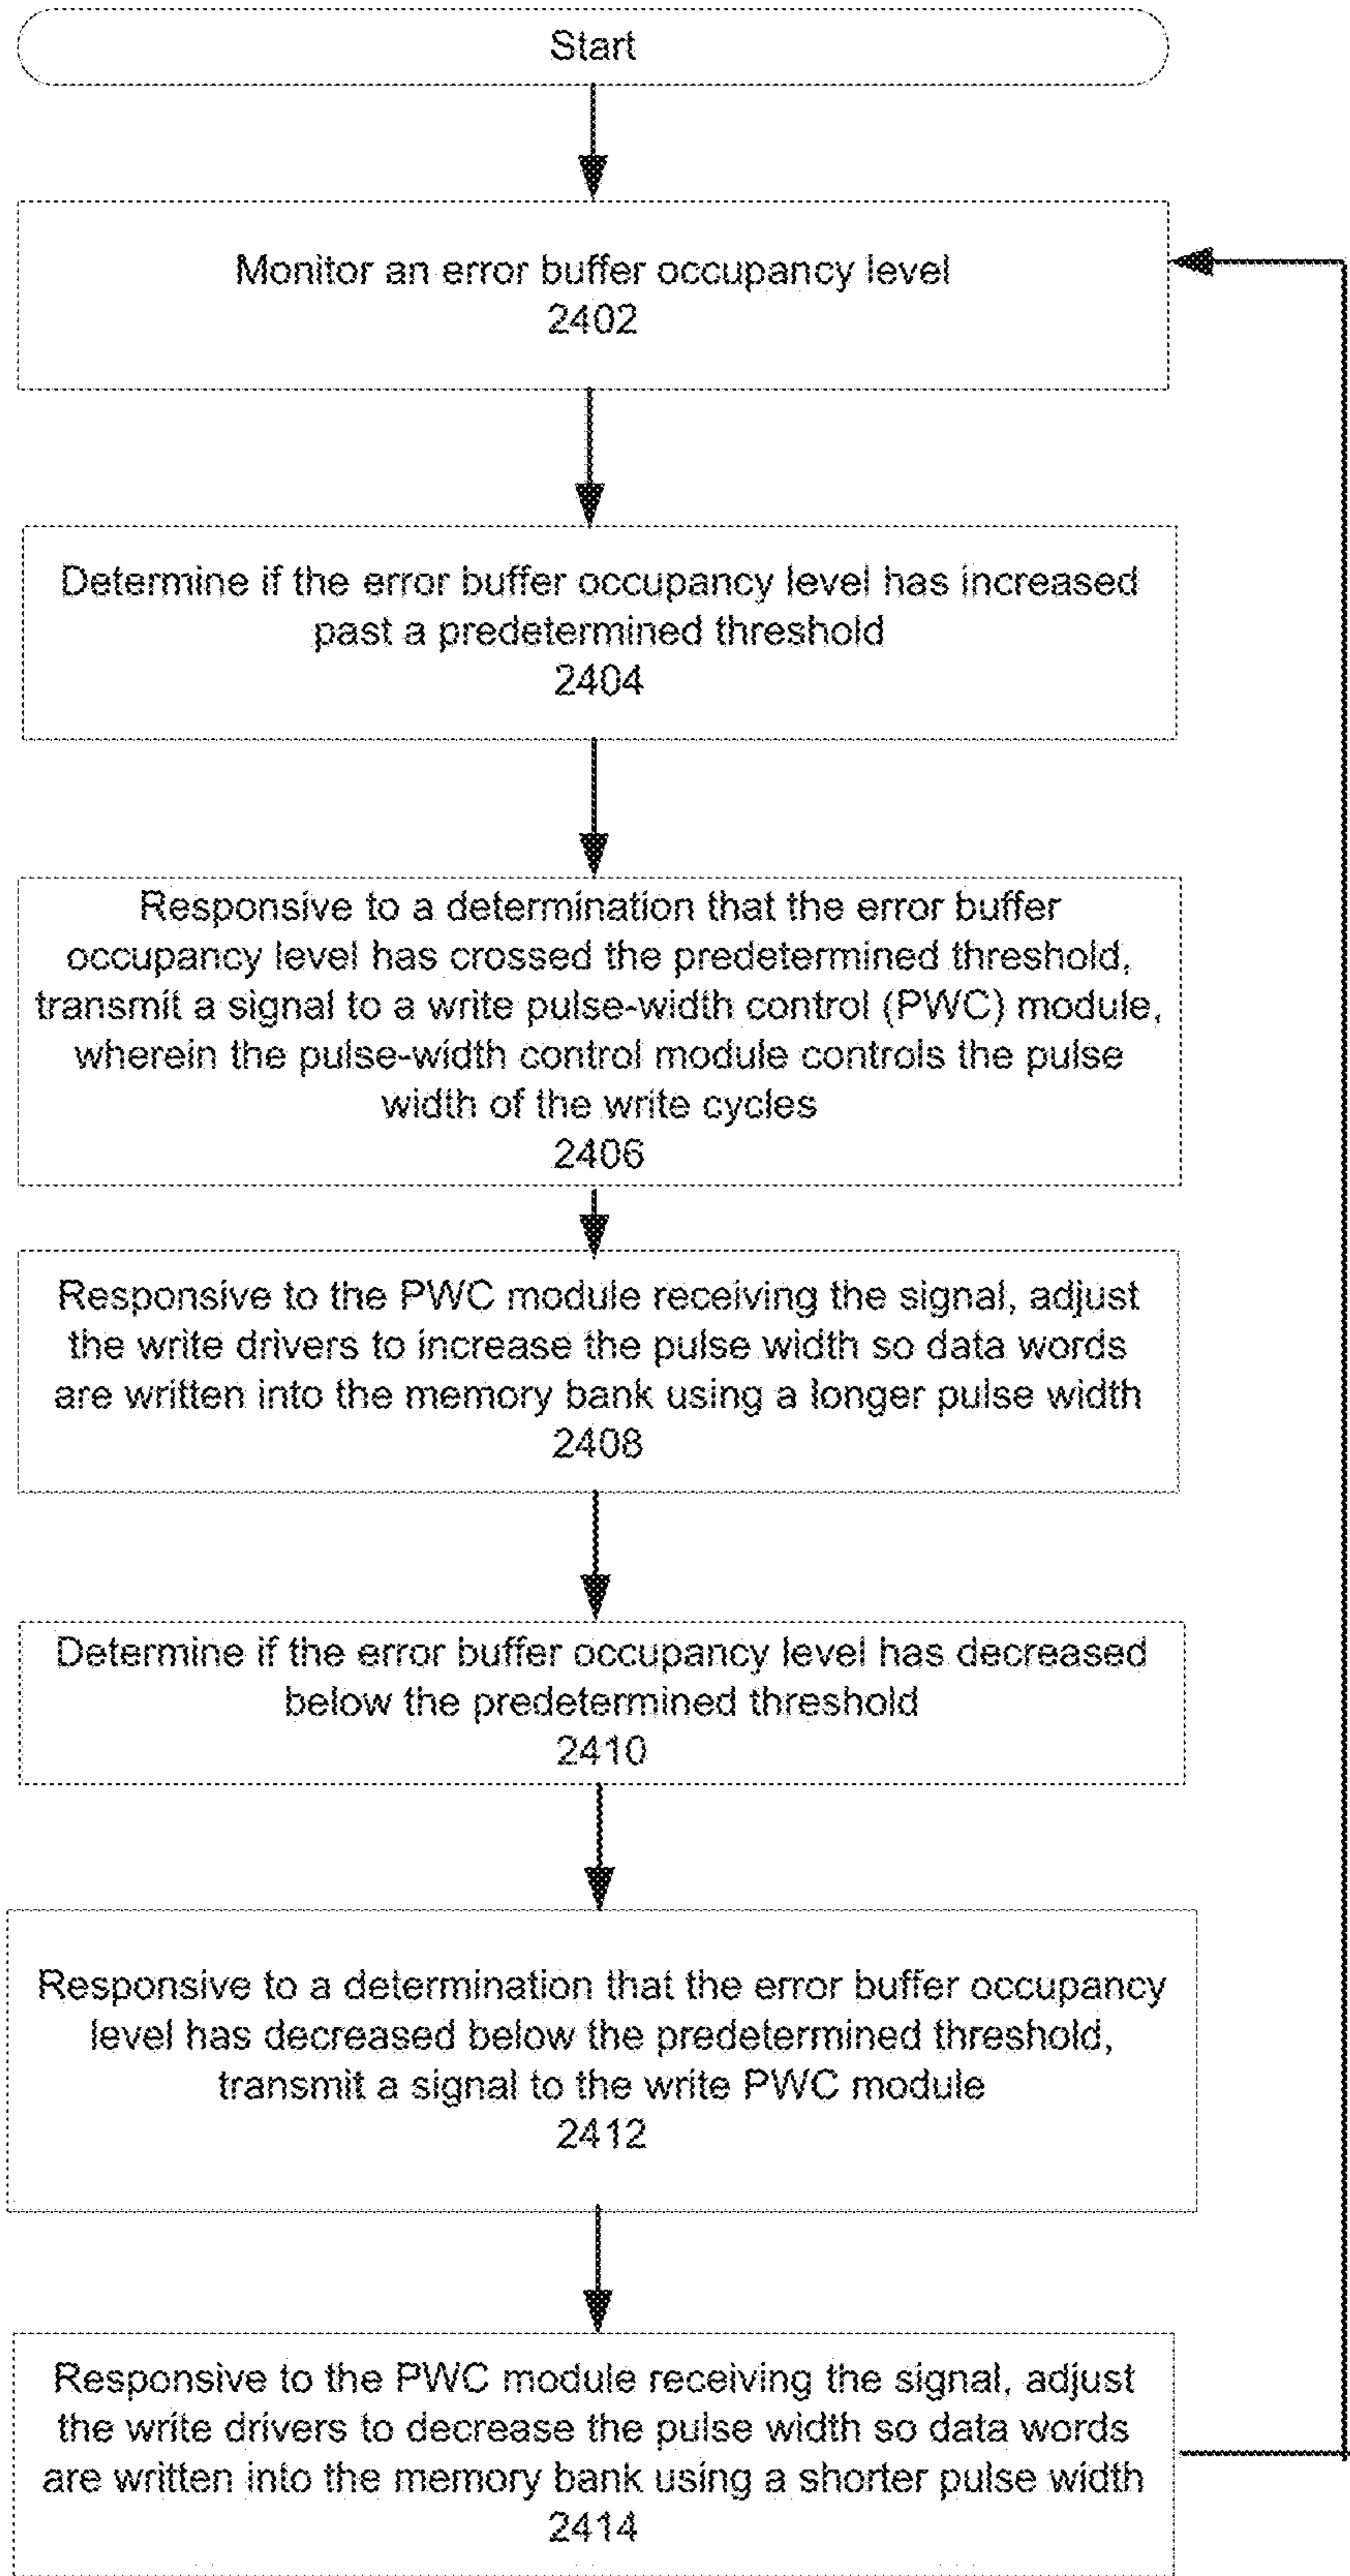 Start
Monitor an error buffer occupancy level
2402
Determine if the error buffer occupancy level has increased
past a predetermined threshold
2404
Responsive to a determination that the error buffer
occupancy level has crossed the predetermined threshold,
transmit a signal to a write pulse-width control (PWC) module,
wherein the pulse-width control module controls the pulse
width of the write cycles
2406
Responsive to the PWC module receiving the signal, adjust
the write drivers to increase the pulse width so data words
are written into the memory bank using a longer pulse width
2408
Determine if the error buffer occupancy level has decreased
below the predetermined threshold
2410
Responsive to a determination that the error buffer occupancy
level has decreased below the predetermined threshold,
transmit a signal to the write PWC module
2412
Responsive to the PWC module receiving the signal, adjust
the write drivers to decrease the pulse width so data words
are written into the memory bank using a shorter pulse width
2414